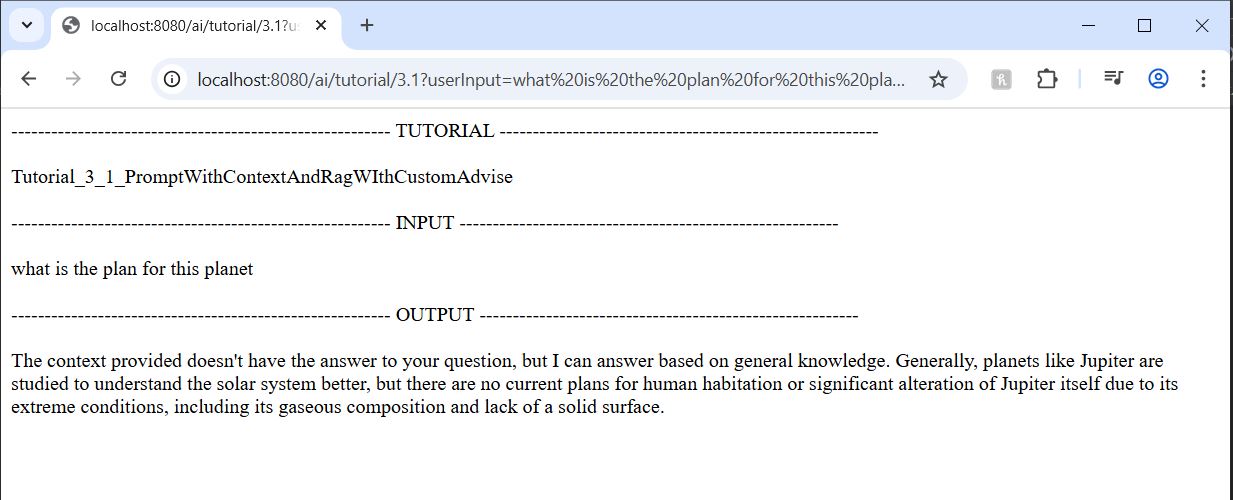 localhost:8080/ai/tutorial/3.1?u
localhost:8080/ai/tutorial/3.1?userInput=what%20is%20the%20plan%20for%20this%20pla...
--------------------------------------------------------- TUTORIAL ---------------------------------------------------------
Tutorial_3_1_PromptWithContextAndRagWIthCustomAdvise
--------------------------------------------------------- INPUT ---------------------------------------------------------
what is the plan for this planet
--------------------------------------------------------- OUTPUT ---------------------------------------------------------
The context provided doesn't have the answer to your question, but I can answer based on general knowledge. Generally, planets like Jupiter are
studied to understand the solar system better, but there are no current plans for human habitation or significant alteration of Jupiter itself due to its
extreme conditions, including its gaseous composition and lack of a solid surface.